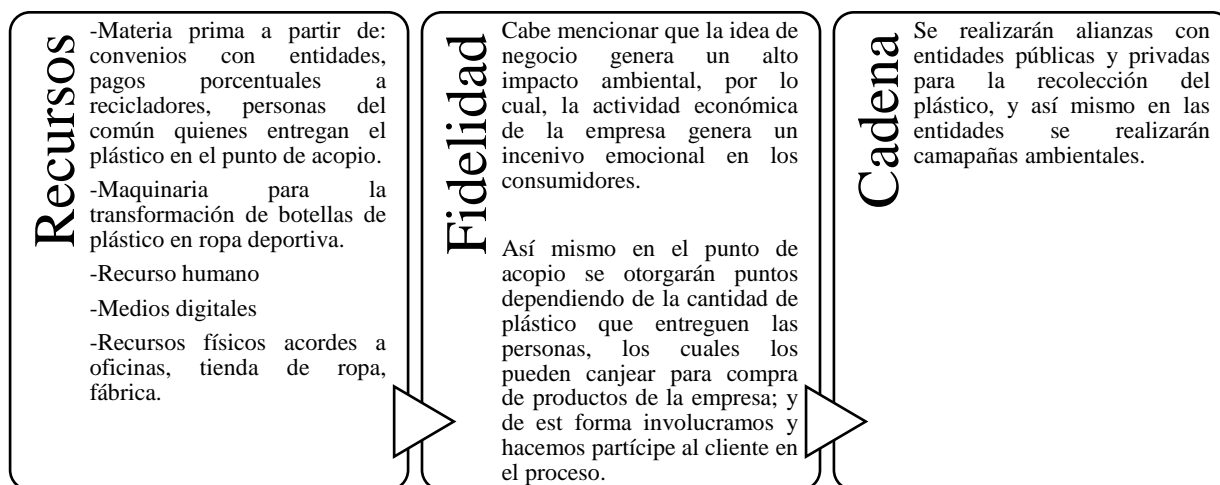 Recursos
-Materia prima a partir de:
convenios con entidades,
pagos porcentuales a
recicladores, personas del
común quienes entregan el
plástico en el punto de acopio.
-Maquinaria para la
transformación de botellas de
plástico en ropa deportiva.
-Recurso humano
-Medios digitales
-Recursos físicos acordes a
oficinas, tienda de ropa,
fábrica.
Fidelidad
Cabe mencionar que la idea de
negocio genera un alto
impacto ambiental, por lo
cual, la actividad económica
de la empresa genera un
incenivo emocional en los
consumidores.
Así mismo en el punto de
acopio se otorgarán puntos
dependiendo de la cantidad de
plástico que entreguen las
personas, los cuales los
pueden canjear para compra
de productos de la empresa; y
de est forma involucramos y
hacemos partícipe al cliente en
el proceso.
Cadena
Se realizarán alianzas con
entidades públicas y privadas
para la recolección del
plástico, y así mismo en las
entidades se realizarán
camapañas ambientales.